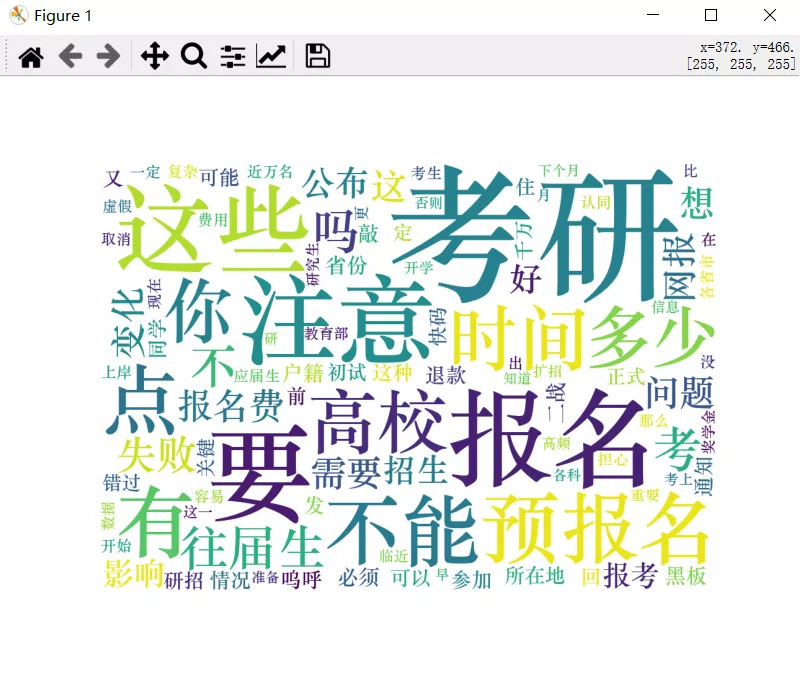 Figure 1
x=372. y=466.
[255, 255, 255]
又 一定 复杂 可能 近万名 公布 这 考生 考研 下个月 比
虚假 这些 费用 吗 更 敲 定 否则 住 月 认同 想
取消 研究生 省份 开学 千万 好 网报 在 各省市
变化 现在 你 注意 快码 时间 多少 信息
同学 不 研 教育部 出 没
上岸 应届生 户籍 初试 这种 退款 知道 扩招 正式
点 报名费 前 高校 报名 二战 问题 那么 奖学金
失败 关键 要 需要 招生 高频 各科 担心 考 考上 通知
错过 容易 发 重要
数据 有 这一 不能 预报名
开始 往届生 临近
影响 研招 情况 准备 呜呼 必须 可以 早 参加 所在地 回 报考 黑板